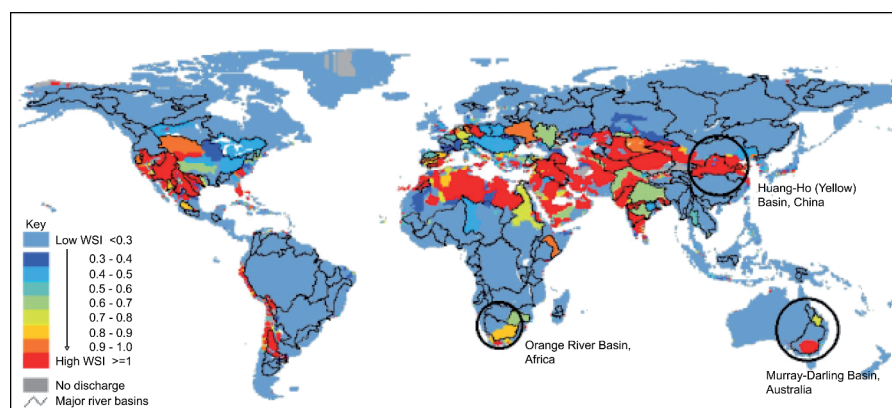 Huang-Ho (Yellow)
Basin, China
Key
Low WSI <0.3
0.3 - 0.4
0.4 - 0.5
0.5 - 0.6
0.6 - 0.7
0.7 - 0.8
0.8 - 0.9
0.9 - 1.0
High WSI >=1
No discharge
Major river basins
Orange River Basin,
Africa
Murray-Darling Basin,
Australia